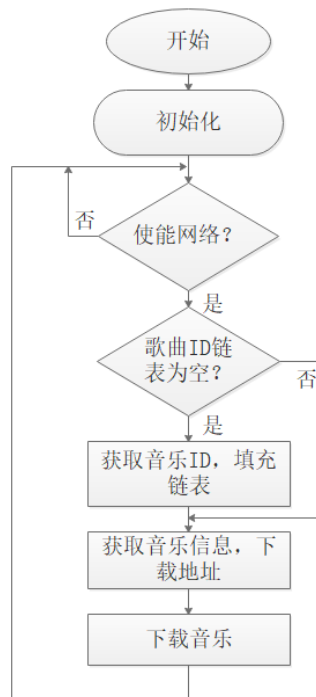 开始
初始化
否
使能网络？
是
歌曲ID链
表为空？
否
是
获取音乐ID，填充
链表
获取音乐信息，下
载地址
下载音乐